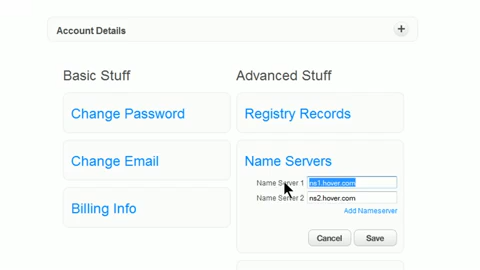 Account Details
+
Basic Stuff
Advanced Stuff
Change Password
Registry Records
Change Email
Name Servers
Name Server 1 ns1.hover.com
Name Server 2 ns2.hover.com
Add Nameserver
Billing Info
Cancel Save